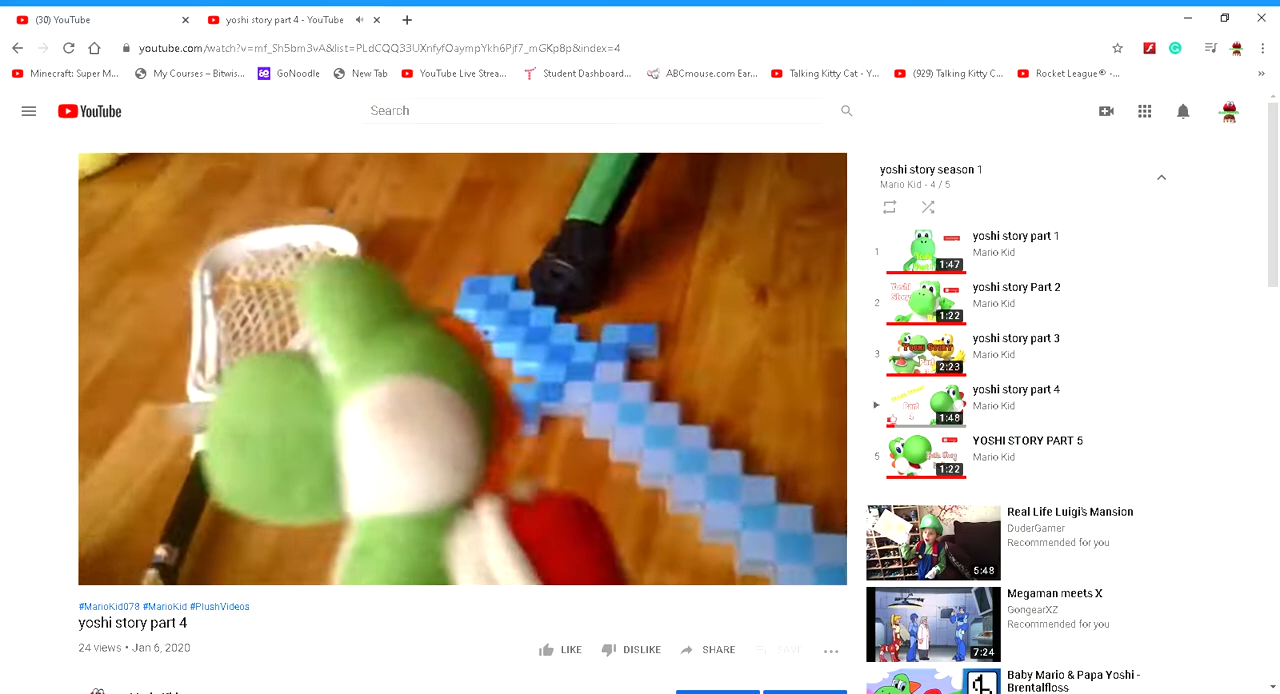 (30) YouTube
yoshi story part 4 - YouTube
youtube.com/watch?v=mf_Sh5bm3vA&list=PLdCQQ33UXnfyfQaympYkh6Pjf7_mGKp8p&index=4
Minecraft: Super M...
My Courses – Bitwis...
GoNoodle
New Tab
YouTube Live Strea...
Student Dashboard...
ABCmouse.com Ear...
Talking Kitty Cat - Y...
(929) Talking Kitty C...
Rocket League® -...
YouTube
Search
yoshi story season 1
Mario Kid - 4 / 5
1
1:47
yoshi story part 1
Mario Kid
2
Yoshi Story
1:22
yoshi story Part 2
Mario Kid
3
2:23
yoshi story part 3
Mario Kid
1:48
yoshi story part 4
Mario Kid
5
1:22
YOSHI STORY PART 5
Mario Kid
5:48
Real Life Luigi's Mansion
DuderGamer
Recommended for you
7:24
Megaman meets X
GongearXZ
Recommended for you
Baby Mario & Papa Yoshi -
Brentalfloss
#MarioKid078 #MarioKid #PlushVideos
yoshi story part 4
24 views • Jan 6, 2020
LIKE
DISLIKE
SHARE
SAVE